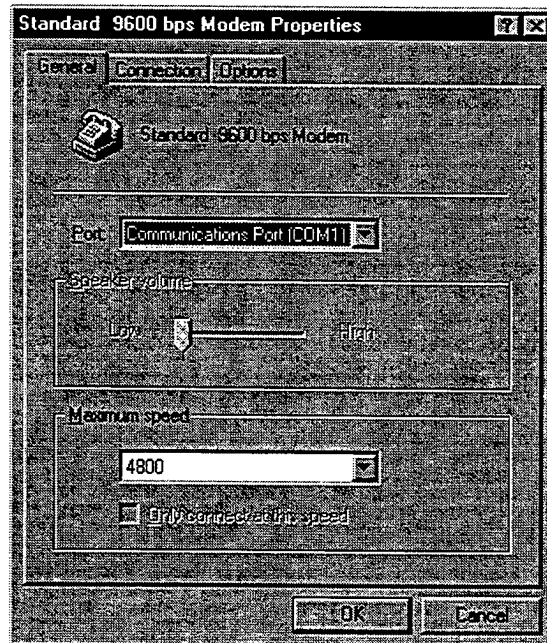 Standard 9600 bps Modem Properties
General Connection Options
Standard 9600 bps Modem
Port: Communications Port (COM1)
Speaker volume
Low High
Maximum speed
4800
Only connect at this speed
OK Cancel